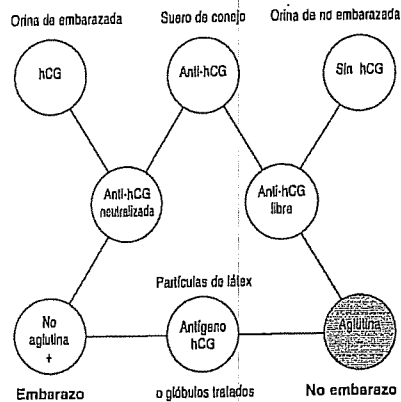 Orina de embarazada
Suero de conejo
Orina de no embarazada
hCG
Anti-hCG
Sin hCG
Anti-hCG
neutralizada
Anti-hCG
libre
Partículas de látex
No
aglutina
+
Antígeno
hCG
Aglutina
Embarazo
o glóbulos tratados
No embarazo